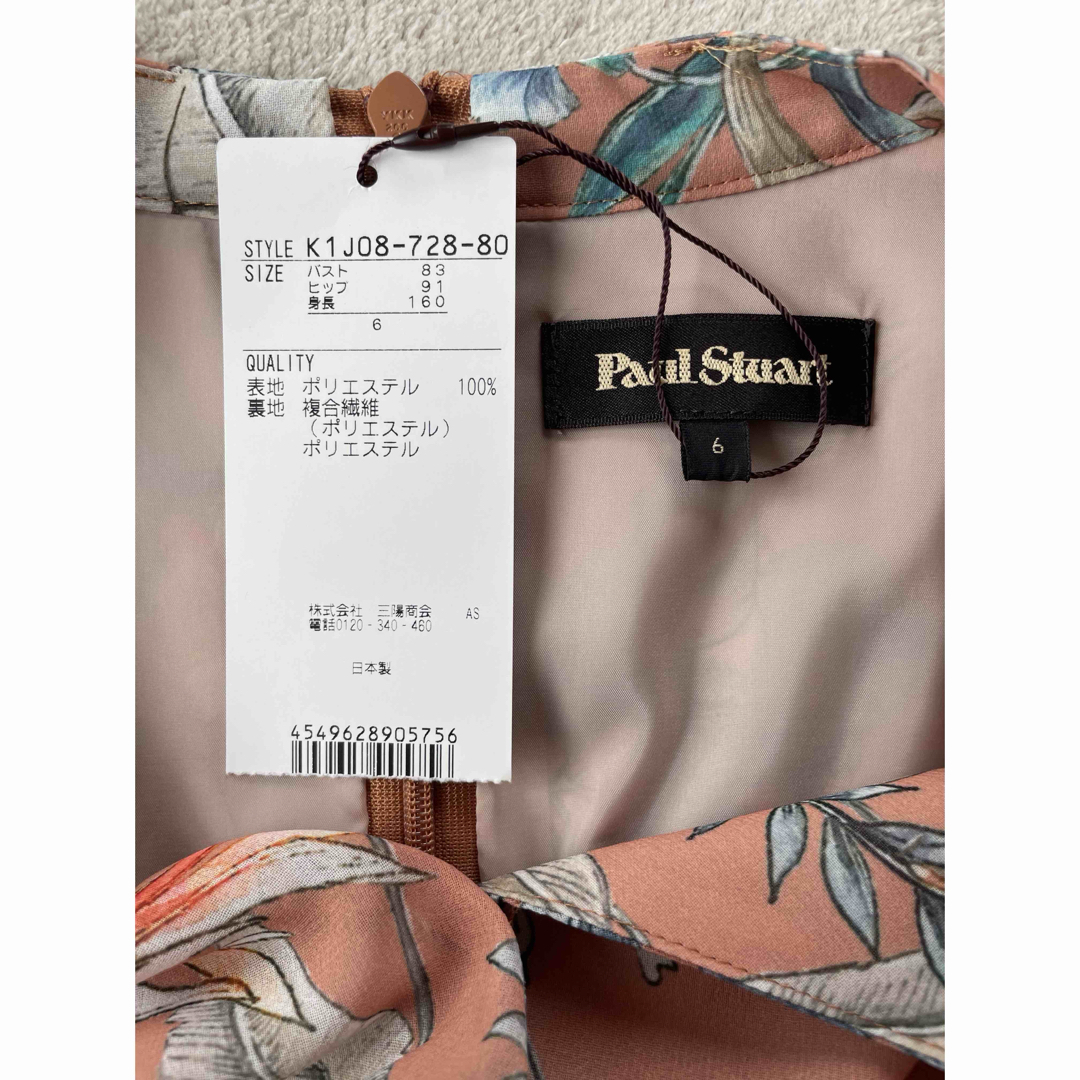 STYLE K1J08-728-80
SIZE バスト 83
ヒップ 91
身長 160
6
QUALITY
表地 ポリエステル 100%
裏地 複合繊維
（ポリエステル）
ポリエステル
株式会社 三陽商会 AS
電話0120-340-460
日本製
4549628905756
Paul Stuart
6